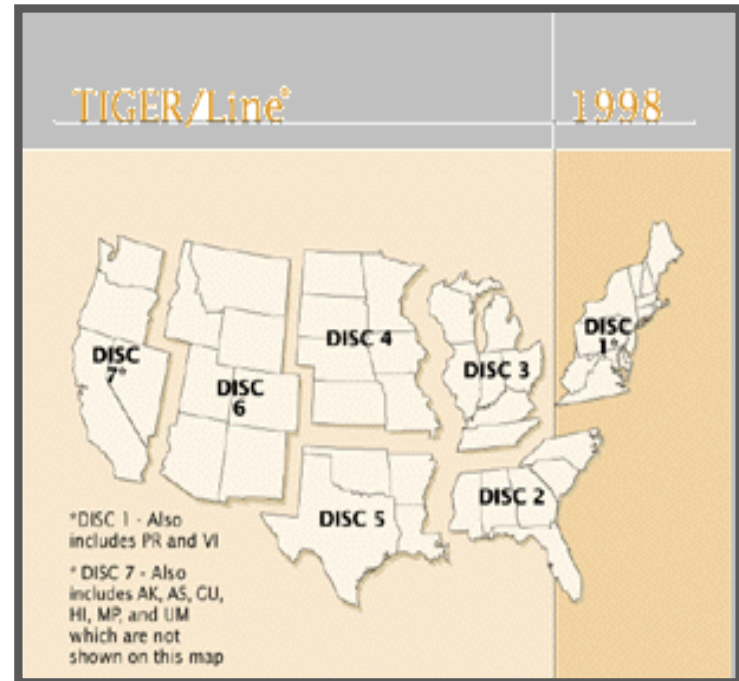 TIGER/Line®
1998
DISC
7*
DISC
6
DISC 4
DISC 3
DISC
1*
DISC 5
DISC 2
*DISC 1 - Also
includes PR and VI
* DISC 7 - Also
includes AK, AS, GU,
HI, MP, and UM
which are not
shown on this map